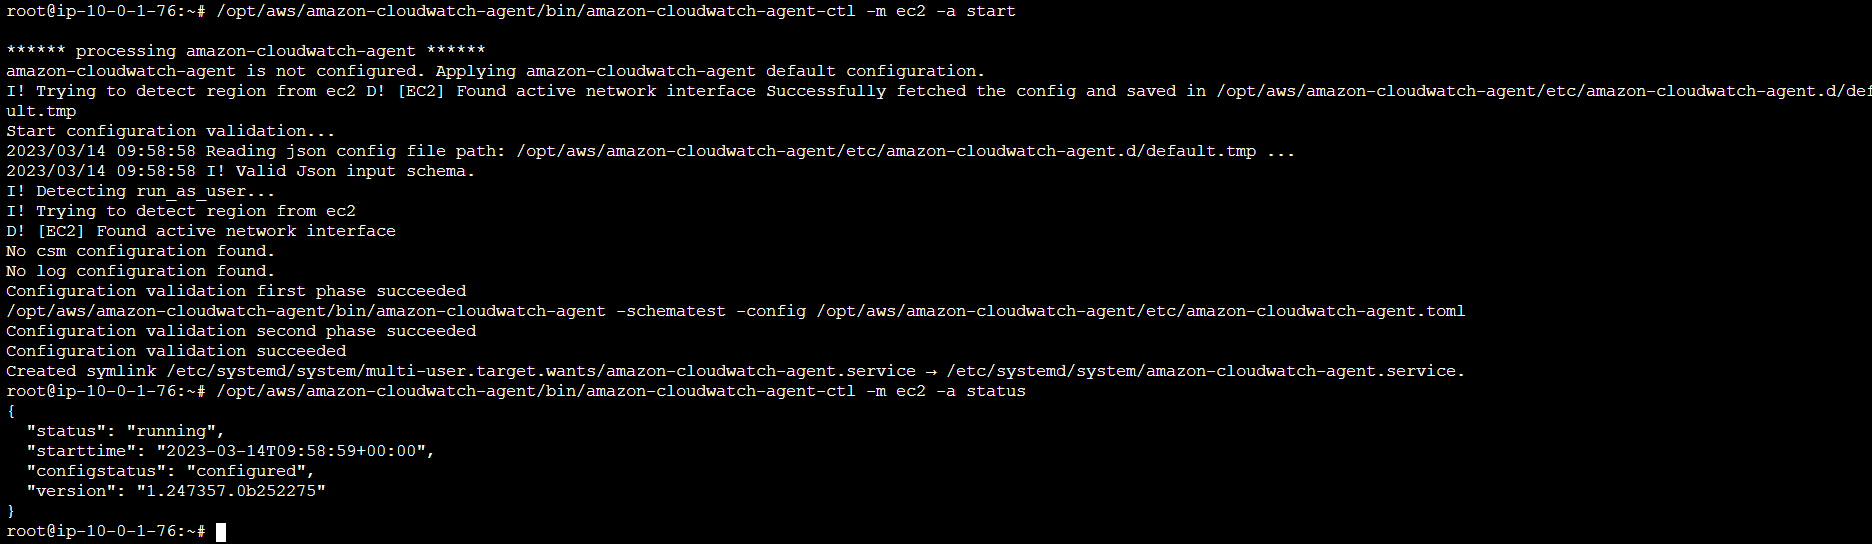 root@ip-10-0-1-76:~# /opt/aws/amazon-cloudwatch-agent/bin/amazon-cloudwatch-agent-ctl -m ec2 -a start
****** processing amazon-cloudwatch-agent ******
amazon-cloudwatch-agent is not configured. Applying amazon-cloudwatch-agent default configuration.
I! Trying to detect region from ec2 D! [EC2] Found active network interface Successfully fetched the config and saved in /opt/aws/amazon-cloudwatch-agent/etc/amazon-cloudwatch-agent.d/defa
ult.tmp
Start configuration validation...
2023/03/14 09:58:58 Reading json config file path: /opt/aws/amazon-cloudwatch-agent/etc/amazon-cloudwatch-agent.d/default.tmp ...
2023/03/14 09:58:58 I! Valid Json input schema.
I! Detecting run_as_user...
I! Trying to detect region from ec2
D! [EC2] Found active network interface
No csm configuration found.
No log configuration found.
Configuration validation first phase succeeded
/opt/aws/amazon-cloudwatch-agent/bin/amazon-cloudwatch-agent -schematest -config /opt/aws/amazon-cloudwatch-agent/etc/amazon-cloudwatch-agent.toml
Configuration validation second phase succeeded
Configuration validation succeeded
Created symlink /etc/systemd/system/multi-user.target.wants/amazon-cloudwatch-agent.service → /etc/systemd/system/amazon-cloudwatch-agent.service.
root@ip-10-0-1-76:~# /opt/aws/amazon-cloudwatch-agent/bin/amazon-cloudwatch-agent-ctl -m ec2 -a status
{
  "status": "running",
  "starttime": "2023-03-14T09:58:59+00:00",
  "configstatus": "configured",
  "version": "1.247357.0b252275"
}
root@ip-10-0-1-76:~#